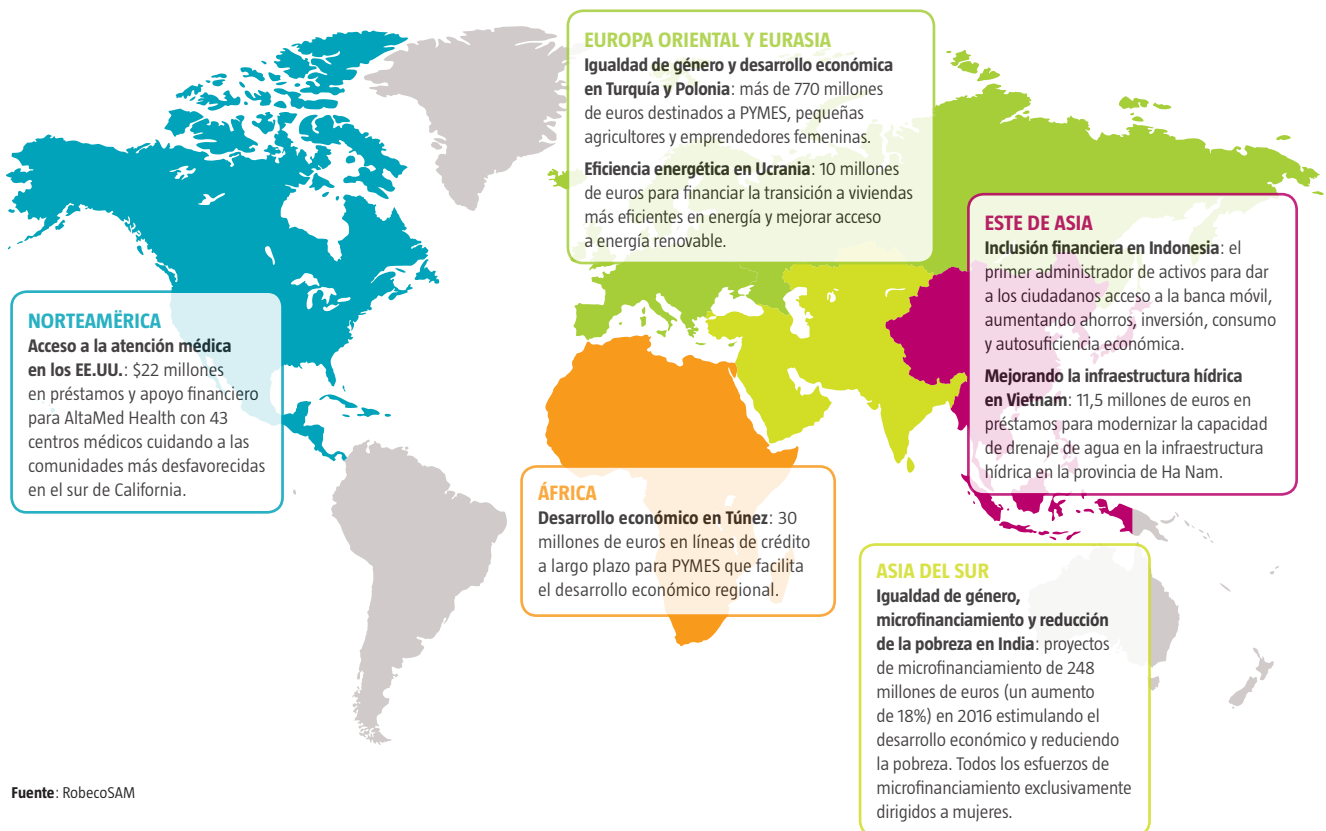 EUROPA ORIENTAL Y EURASIA
Igualdad de género y desarrollo económica
en Turquía y Polonia: más de 770 millones
de euros destinados a PYMES, pequeñas
agricultores y emprendedores femeninas.
Eficiencia energética en Ucrania: 10 millones
de euros para financiar la transición a viviendas
más eficientes en energía y mejorar acceso
a energía renovable.
ESTE DE ASIA
Inclusión financiera en Indonesia: el
primer administrador de activos para dar
a los ciudadanos acceso a la banca móvil,
aumentando ahorros, inversión, consumo
y autosuficiencia económica.
Mejorando la infraestructura hídrica
en Vietnam: 11,5 millones de euros en
préstamos para modernizar la capacidad
de drenaje de agua en la infraestructura
hídrica en la provincia de Ha Nam.
NORTEAMËRICA
Acceso a la atención médica
en los EE.UU.: $22 millones
en préstamos y apoyo financiero
para AltaMed Health con 43
centros médicos cuidando a las
comunidades más desfavorecidas
en el sur de California.
ÁFRICA
Desarrollo económico en Túnez: 30
millones de euros en líneas de crédito
a largo plazo para PYMES que facilita
el desarrollo económico regional.
ASIA DEL SUR
Igualdad de género,
microfinanciamiento y reducción
de la pobreza en India: proyectos
de microfinanciamiento de 248
millones de euros (un aumento
de 18%) en 2016 estimulando el
desarrollo económico y reduciendo
la pobreza. Todos los esfuerzos de
microfinanciamiento exclusivamente
dirigidos a mujeres.
Fuente: RobecoSAM